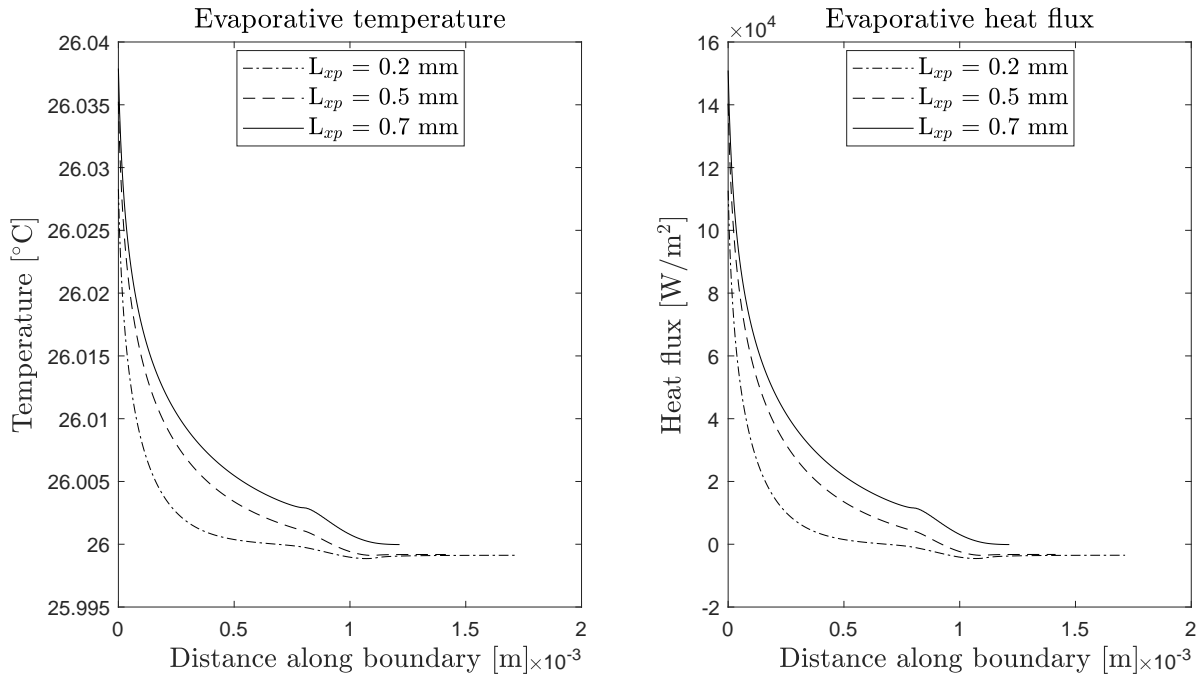 Evaporative temperature
26.04
26.035
26.03
26.025
26.02
26.015
26.01
26.005
26
25.995
Temperature [°C]
L_xp = 0.2 mm
L_xp = 0.5 mm
L_xp = 0.7 mm
0 0.5 1 1.5 2
Distance along boundary [m] ×10⁻³
Evaporative heat flux
×10⁴
16
14
12
10
8
6
4
2
0
-2
Heat flux [W/m²]
L_xp = 0.2 mm
L_xp = 0.5 mm
L_xp = 0.7 mm
0 0.5 1 1.5 2
Distance along boundary [m] ×10⁻³